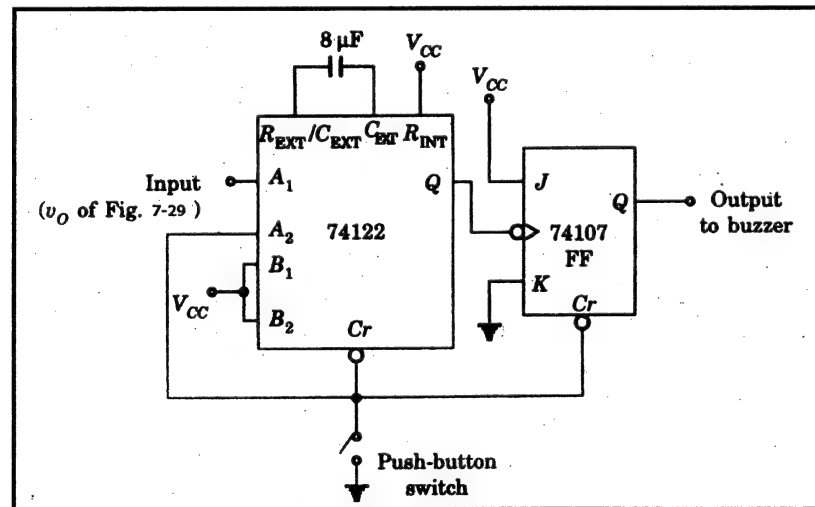 8 μF
V_CC
V_CC
R_EXT/C_EXT C_EXT R_INT
Input
(v_O of Fig. 7-29 )
A_1
Q
J
Q
Output
to buzzer
A_2
74122
74107
FF
B_1
K
V_CC
B_2
Cr
Cr
Push-button
switch